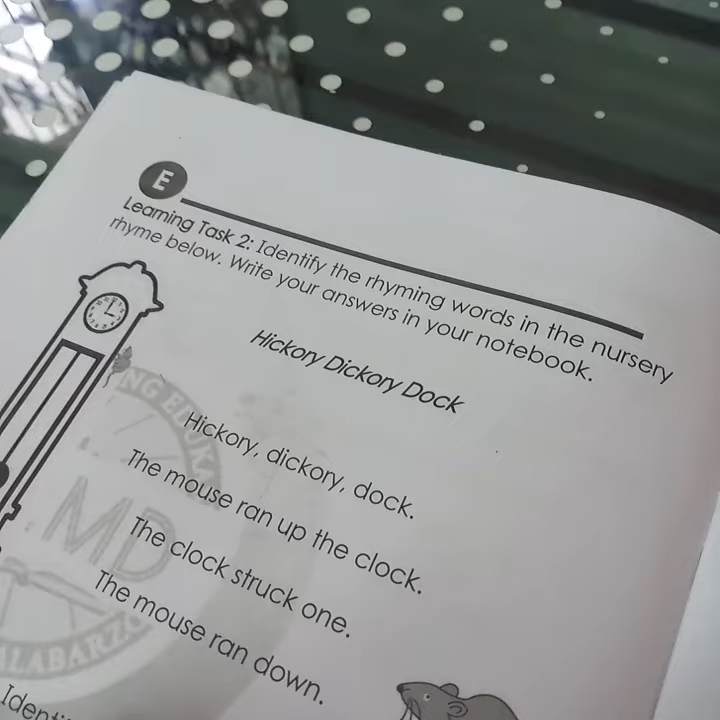 E
Learning Task 2: Identify the rhyming words in the nursery
rhyme below. Write your answers in your notebook.
Hickory Dickory Dock
Hickory, dickory, dock.
The mouse ran up the clock.
The clock struck one.
The mouse ran down.
MD